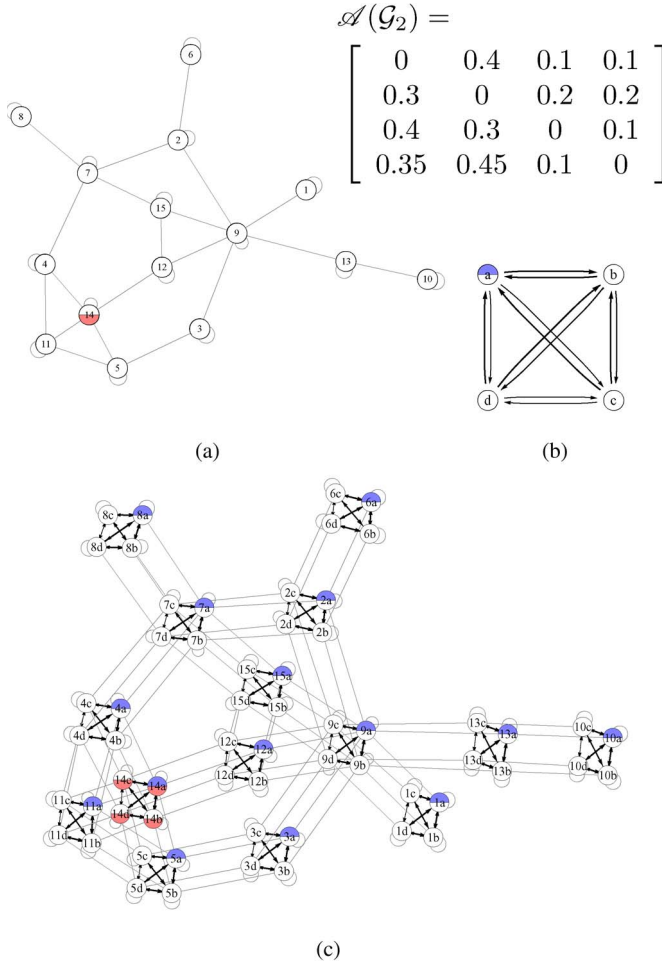 𝒜(𝒢₂) =
0 0.4 0.1 0.1
0.3 0 0.2 0.2
0.4 0.3 0 0.1
0.35 0.45 0.1 0
6
8
2
7
1
15
9
4
12
13
10
14
3
11
5
a b
d c
(a)
(b)
8c 8a
8d 8b
6c 6a
6d 6b
7c 7a
7d 7b
2c 2a
2d 2b
15c 15a
15d 15b
4c 4a
4d 4b
12c 12a
12d 12b
9c 9a
9d 9b
13c 13a
13d 13b
10c 10a
10d 10b
14c 14a
14d 14b
11c 11a
11d 11b
1c 1a
1d 1b
5c 5a
5d 5b
3c 3a
3d 3b
(c)